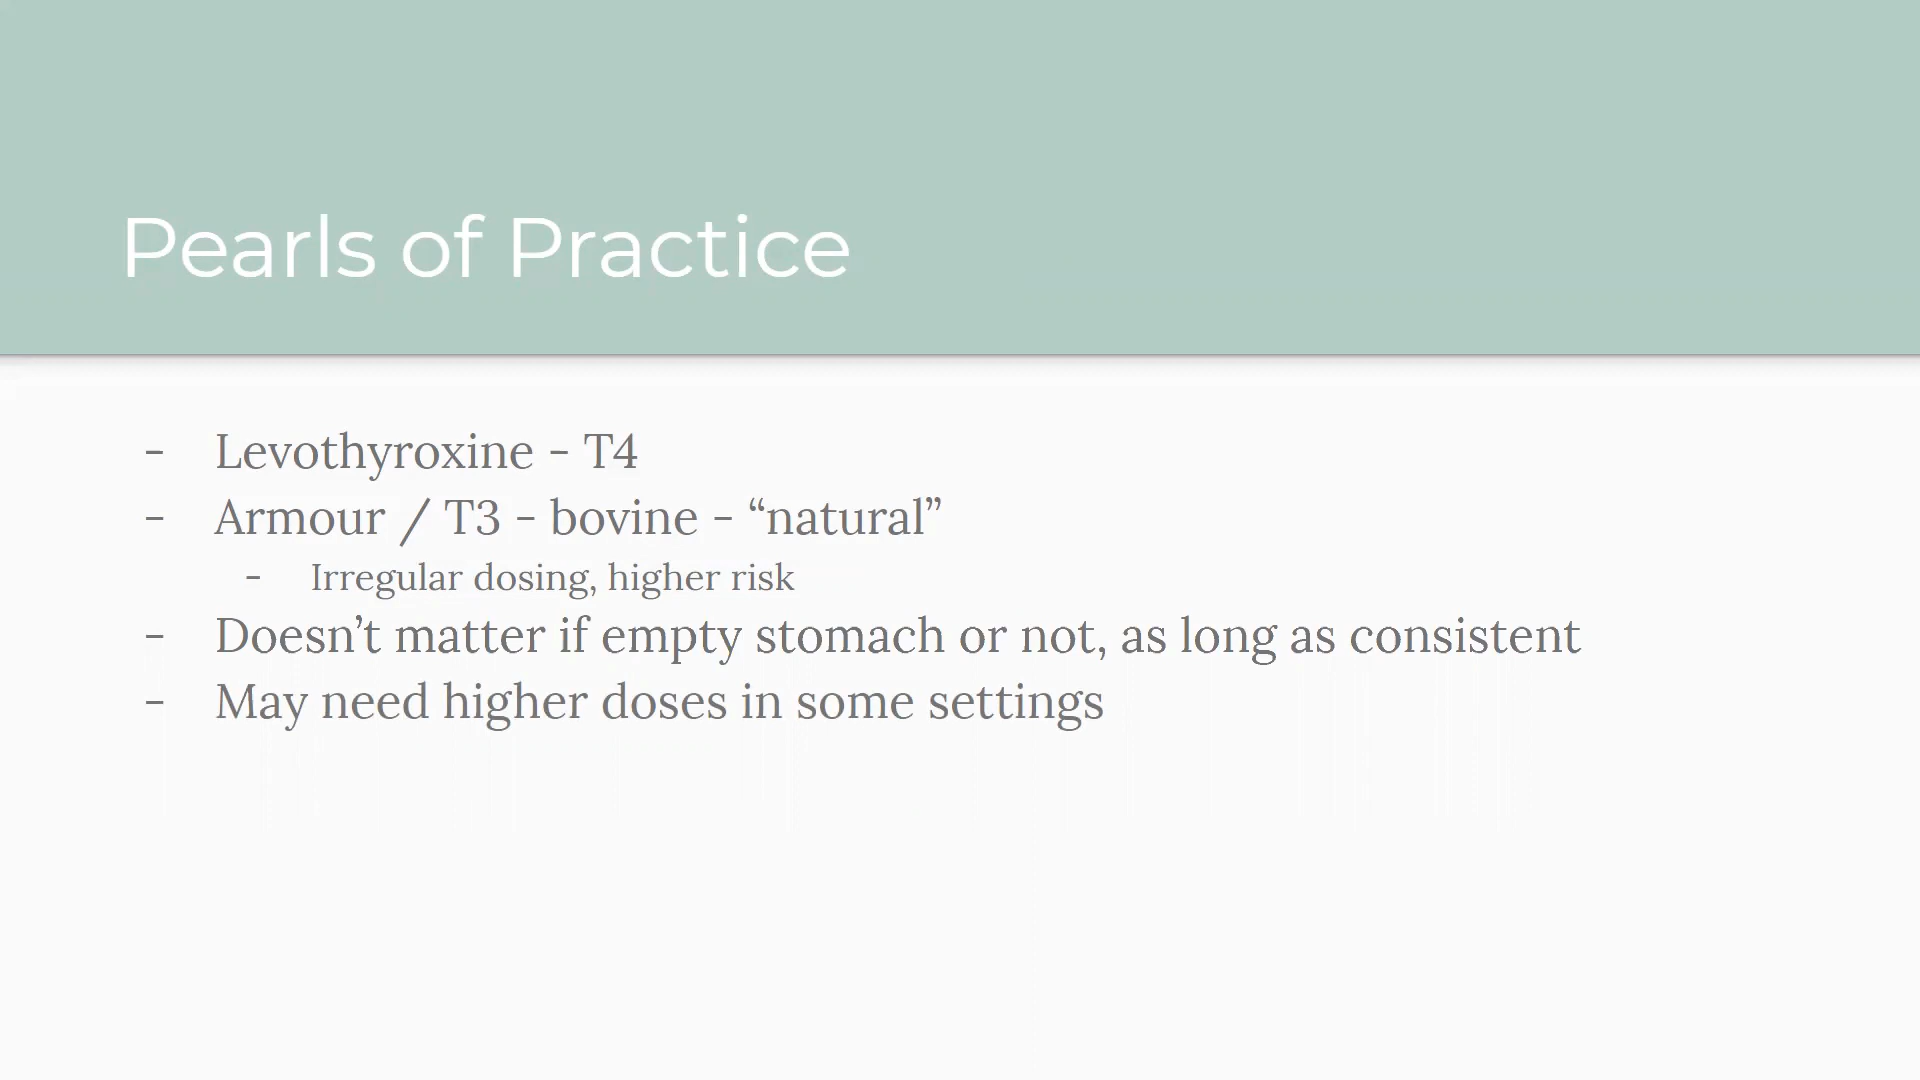 Pearls of Practice
- Levothyroxine - T4
- Armour / T3 - bovine - “natural”
- Irregular dosing, higher risk
- Doesn’t matter if empty stomach or not, as long as consistent
- May need higher doses in some settings